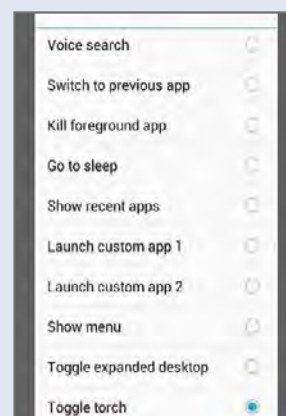 Voice search
Switch to previous app
Kill foreground app
Go to sleep
Show recent apps
Launch custom app 1
Launch custom app 2
Show menu
Toggle expanded desktop
Toggle torch